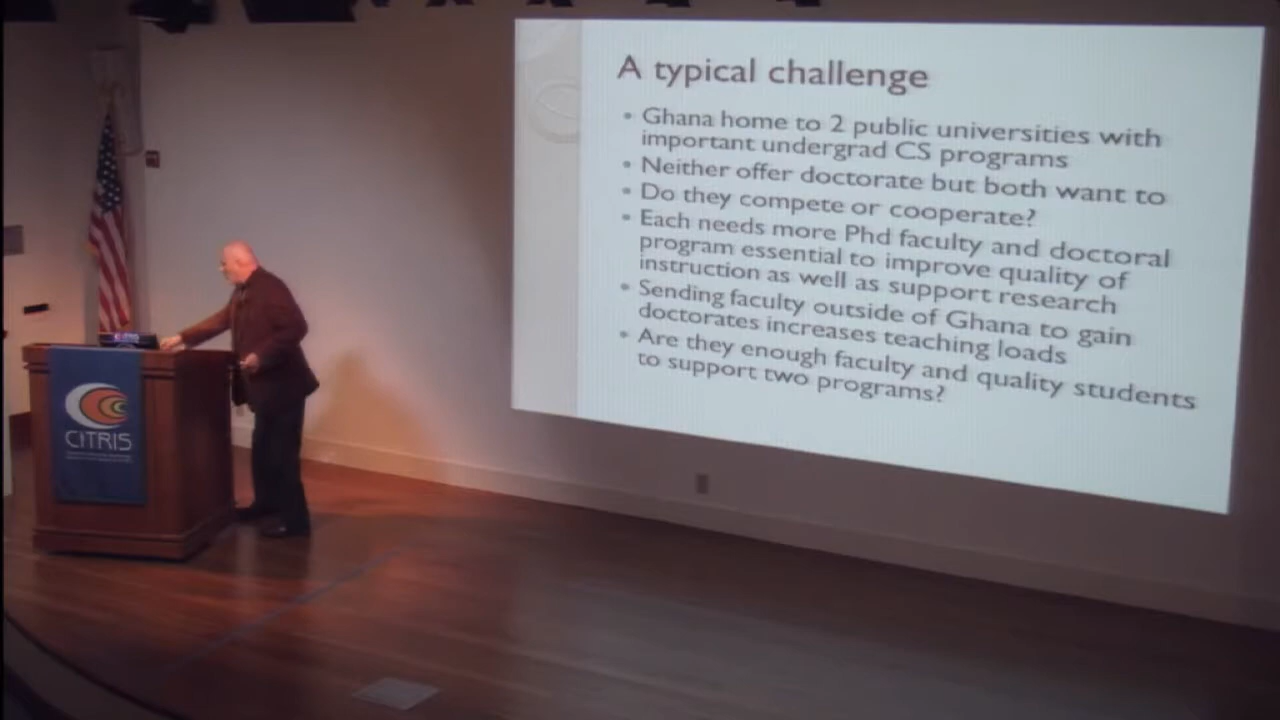 A typical challenge
• Ghana home to 2 public universities with
important undergrad CS programs
• Neither offer doctorate but both want to
• Do they compete or cooperate?
• Each needs more Phd faculty and doctoral
program essential to improve quality of
instruction as well as support research
• Sending faculty outside of Ghana to gain
doctorates increases teaching loads
• Are they enough faculty and quality students
to support two programs?
CITRIS